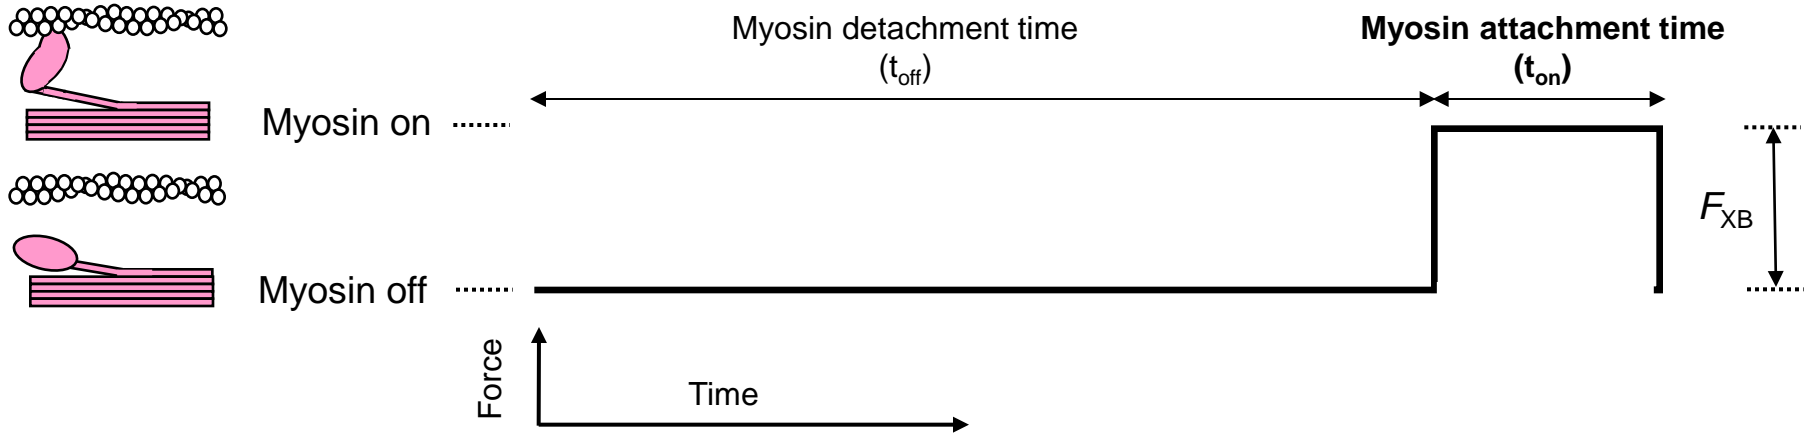 Myosin detachment time
(t_off)
Myosin attachment time
(t_on)
Myosin on
F_XB
Myosin off
Force
Time